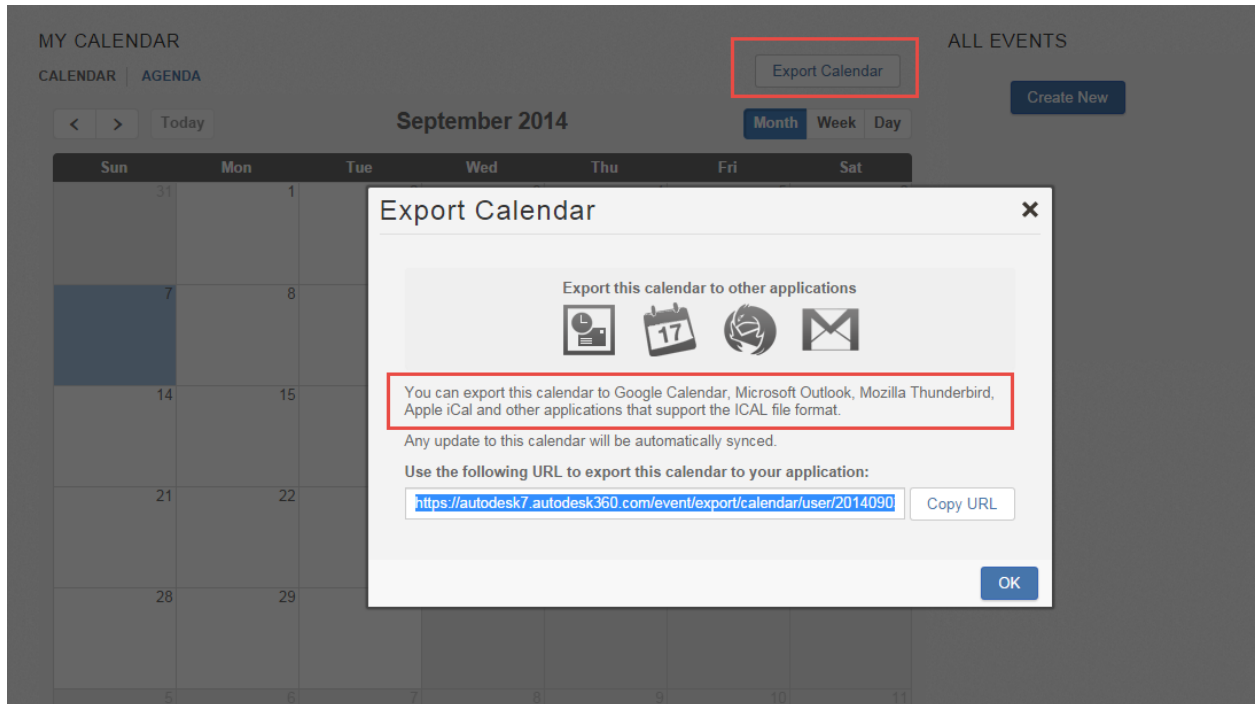 MY CALENDAR
ALL EVENTS
CALENDAR AGENDA
Export Calendar
Create New
Today
September 2014
Month Week Day
Sun Mon Tue Wed Thu Fri Sat
31 1
Export Calendar
Export this calendar to other applications
17
7 8
You can export this calendar to Google Calendar, Microsoft Outlook, Mozilla Thunderbird,
Apple iCal and other applications that support the ICAL file format.
14 15
Any update to this calendar will be automatically synced.
Use the following URL to export this calendar to your application:
https://autodesk7.autodesk360.com/event/export/calendar/user/2014090
Copy URL
21 22
OK
28 29
5 6 7 8 9 10 11